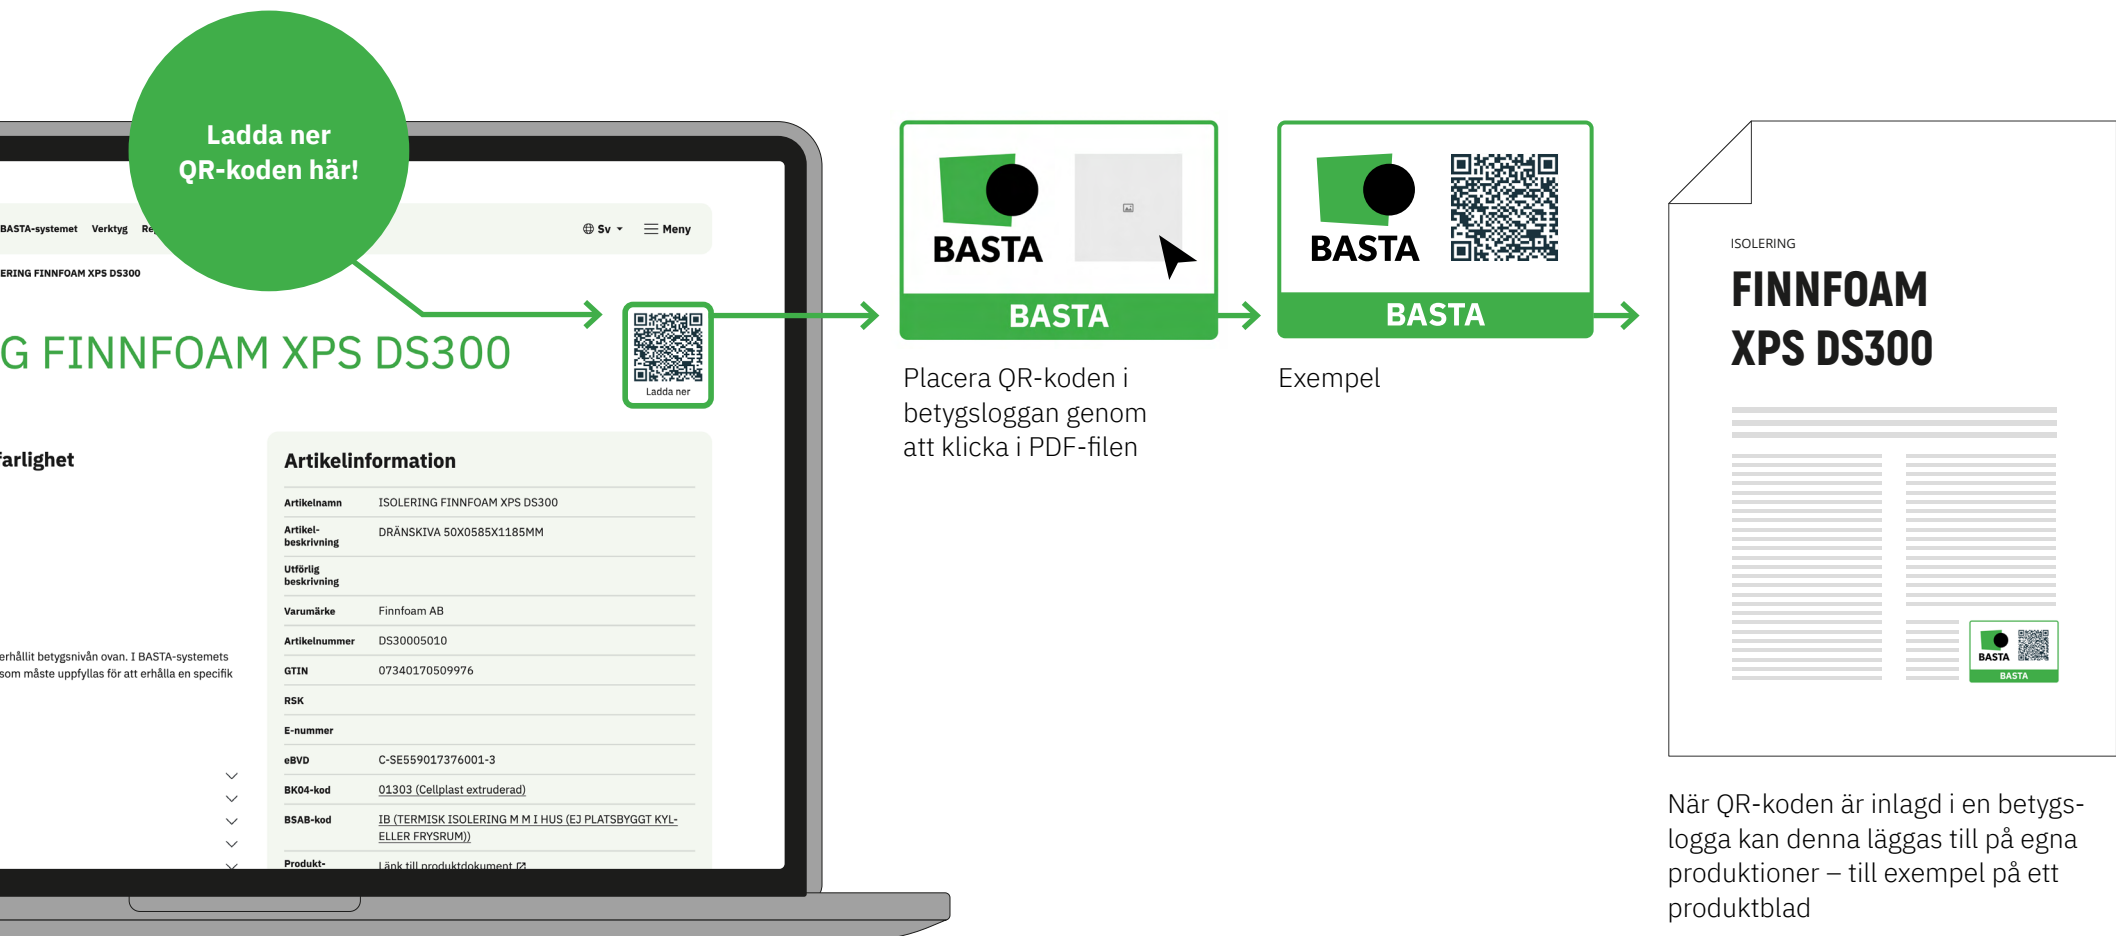 Ladda ner
QR-koden här!
BASTA-systemet Verktyg
Sv Meny
ERING FINNFOAM XPS DS300
G FINNFOAM XPS DS300
Ladda ner
farlighet
erhållit betygsnivån ovan. I BASTA-systemets
som måste uppfyllas för att erhålla en specifik
Artikelinformation
Artikelnamn ISOLERING FINNFOAM XPS DS300
Artikel-
beskrivning DRÄNSKIVA 50X0585X1185MM
Utförlig
beskrivning
Varumärke Finnfoam AB
Artikelnummer DS30005010
GTIN 07340170509976
RSK
E-nummer
eBVD C-SE559017376001-3
BK04-kod 01303 (Cellplast extruderad)
BSAB-kod IB (TERMISK ISOLERING M M I HUS (EJ PLATSBYGGT KYL-
ELLER FRYSRUM))
Produkt- Länk till produktdokument
BASTA
BASTA
Placera QR-koden i
betygsloggan genom
att klicka i PDF-filen
BASTA
BASTA
Exempel
ISOLERING
FINNFOAM
XPS DS300
BASTA
BASTA
När QR-koden är inlagd i en betygs-
logga kan denna läggas till på egna
produktioner – till exempel på ett
produktblad